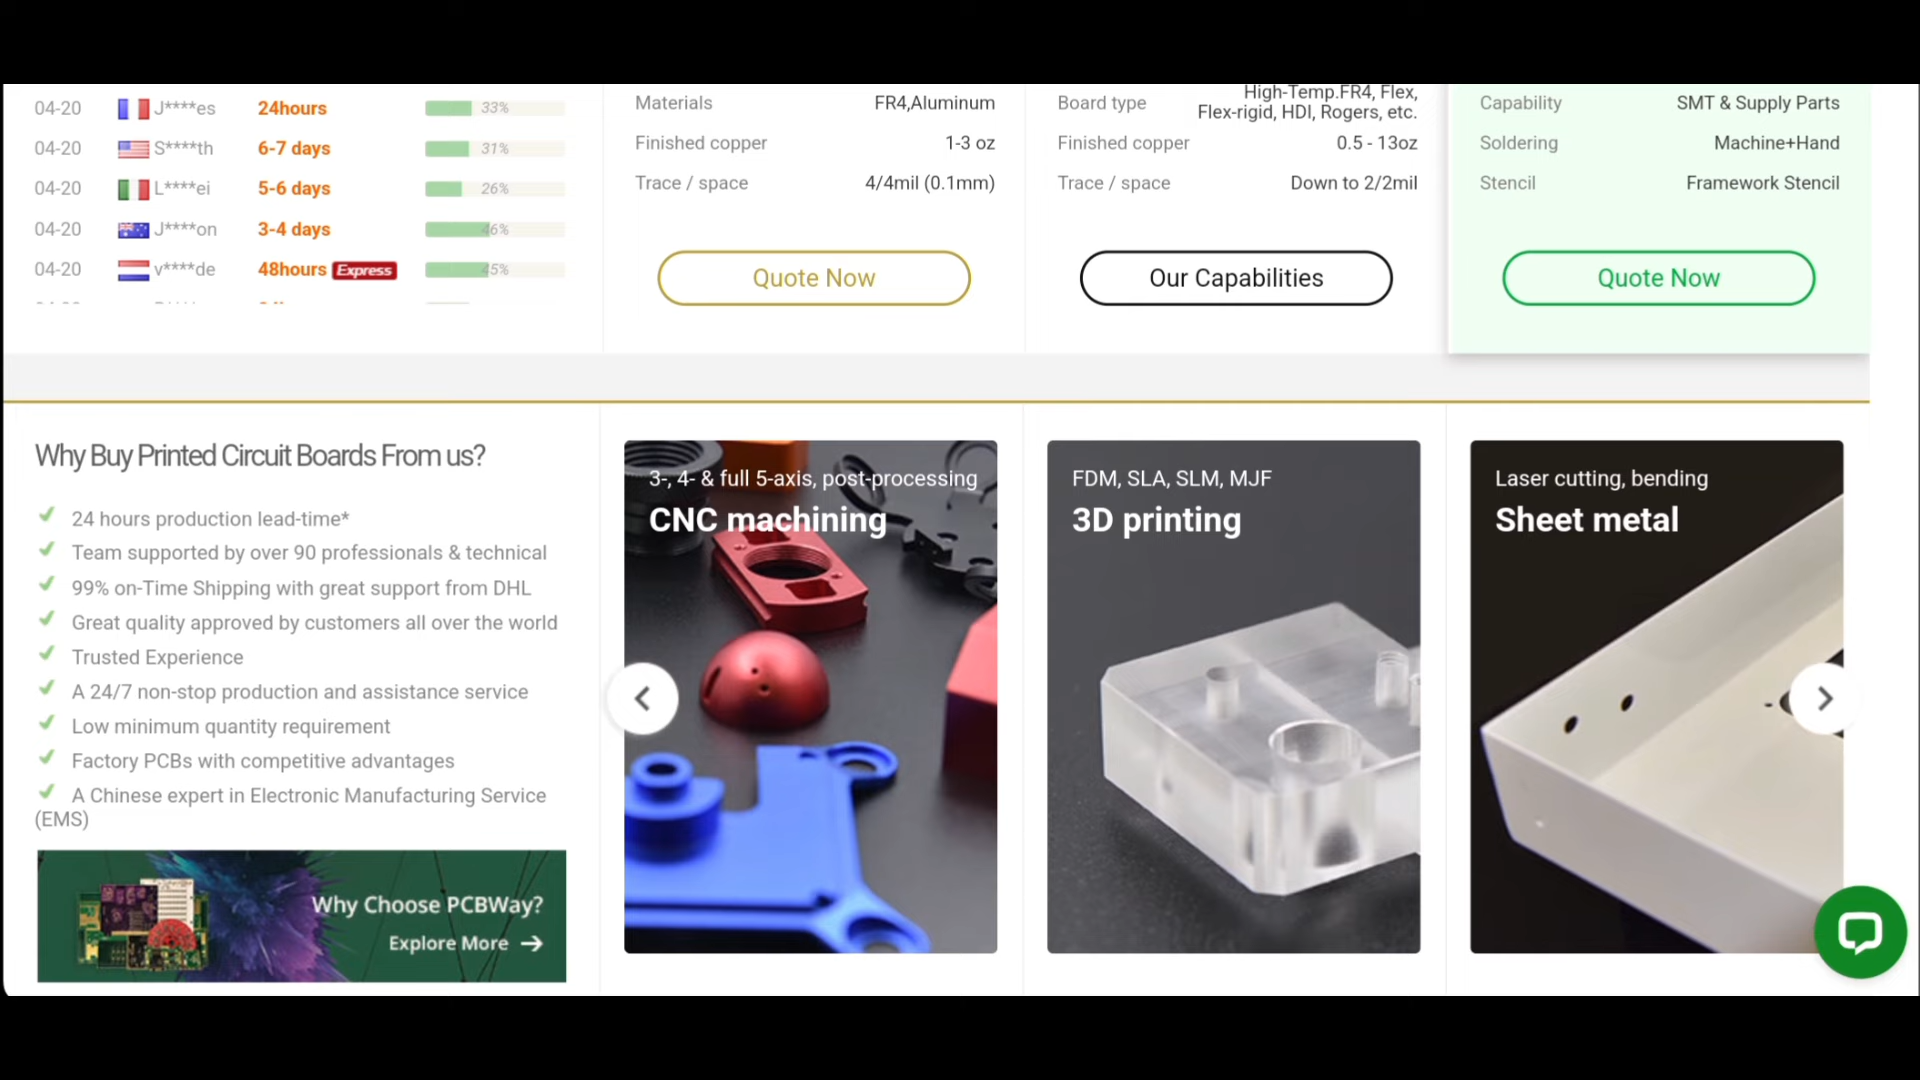 04-20 J****es 24hours 33%
04-20 S****th 6-7 days 31%
04-20 L****ei 5-6 days 26%
04-20 J****on 3-4 days 46%
04-20 v****de 48hours Express 45%
Materials FR4,Aluminum
Finished copper 1-3 oz
Trace / space 4/4mil (0.1mm)
Quote Now
High-Temp.FR4, Flex,
Board type Flex-rigid, HDI, Rogers, etc.
Finished copper 0.5 - 13oz
Trace / space Down to 2/2mil
Our Capabilities
Capability SMT & Supply Parts
Soldering Machine+Hand
Stencil Framework Stencil
Quote Now
Why Buy Printed Circuit Boards From us?
24 hours production lead-time*
Team supported by over 90 professionals & technical
99% on-Time Shipping with great support from DHL
Great quality approved by customers all over the world
Trusted Experience
A 24/7 non-stop production and assistance service
Low minimum quantity requirement
Factory PCBs with competitive advantages
A Chinese expert in Electronic Manufacturing Service
(EMS)
Why Choose PCBWay?
Explore More
3-, 4- & full 5-axis, post-processing
CNC machining
FDM, SLA, SLM, MJF
3D printing
Laser cutting, bending
Sheet metal